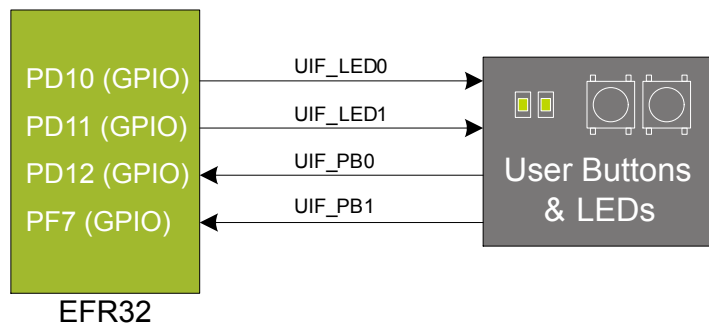 PD10 (GPIO)
UIF_LED0
PD11 (GPIO)
UIF_LED1
PD12 (GPIO)
UIF_PB0
PF7 (GPIO)
UIF_PB1
User Buttons
& LEDs
EFR32